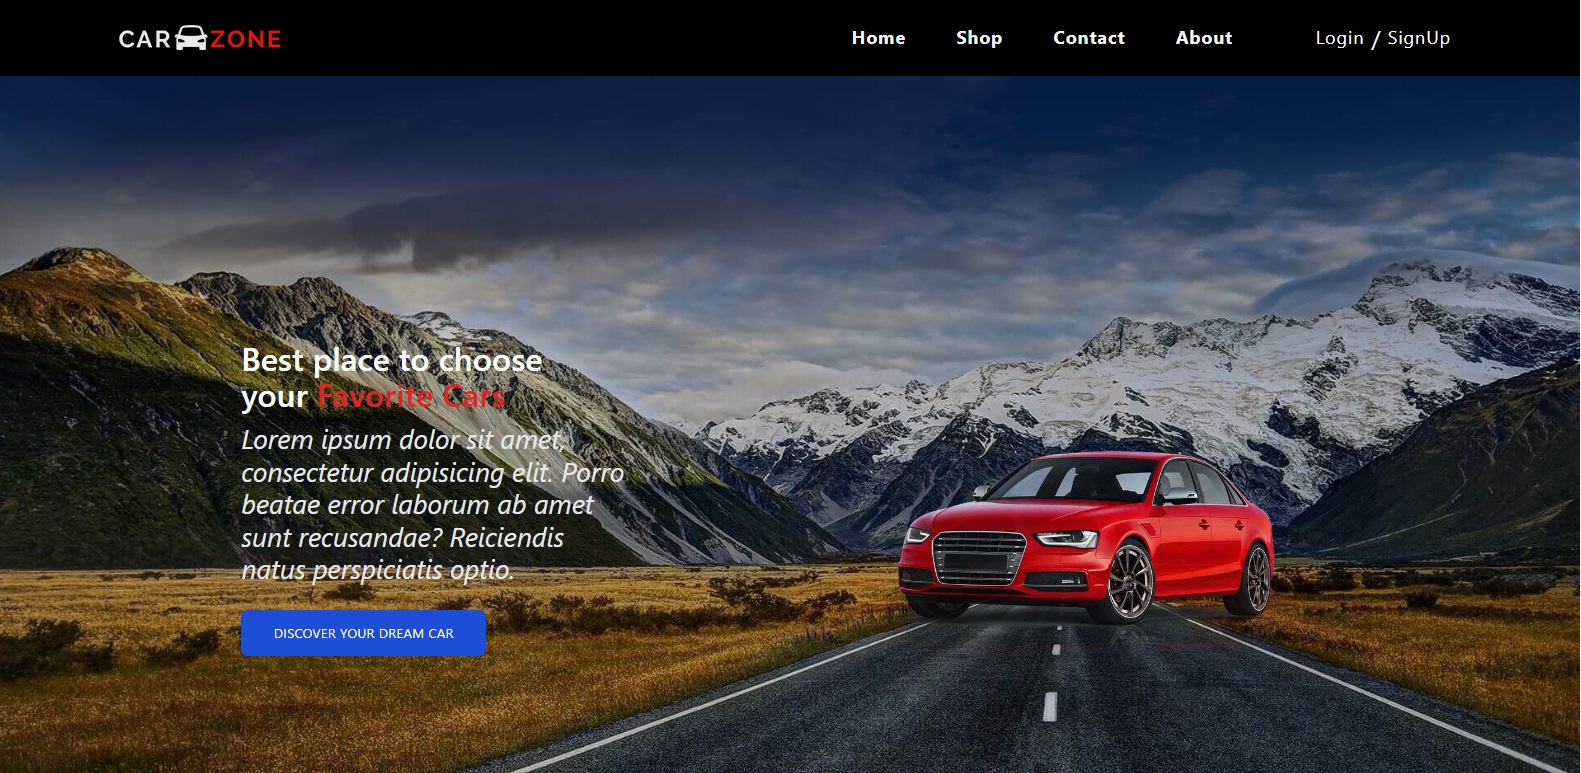 CAR ZONE
Home Shop Contact About Login / SignUp
Best place to choose
your Favorite Cars
Lorem ipsum dolor sit amet,
consectetur adipisicing elit. Porro
beatae error laborum ab amet
sunt recusandae? Reiciendis
natus perspiciatis optio.
DISCOVER YOUR DREAM CAR